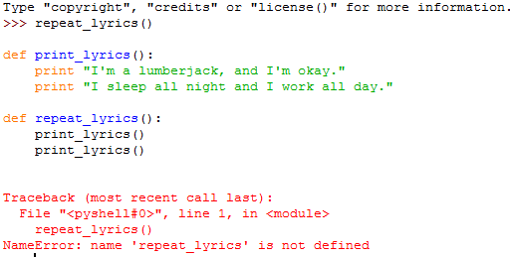 Type "copyright", "credits" or "license()" for more information.
>>> repeat_lyrics()
def print_lyrics():
    print "I'm a lumberjack, and I'm okay."
    print "I sleep all night and I work all day."
def repeat_lyrics():
    print_lyrics()
    print_lyrics()
Traceback (most recent call last):
  File "<pyshell#0>", line 1, in <module>
    repeat_lyrics()
NameError: name 'repeat_lyrics' is not defined